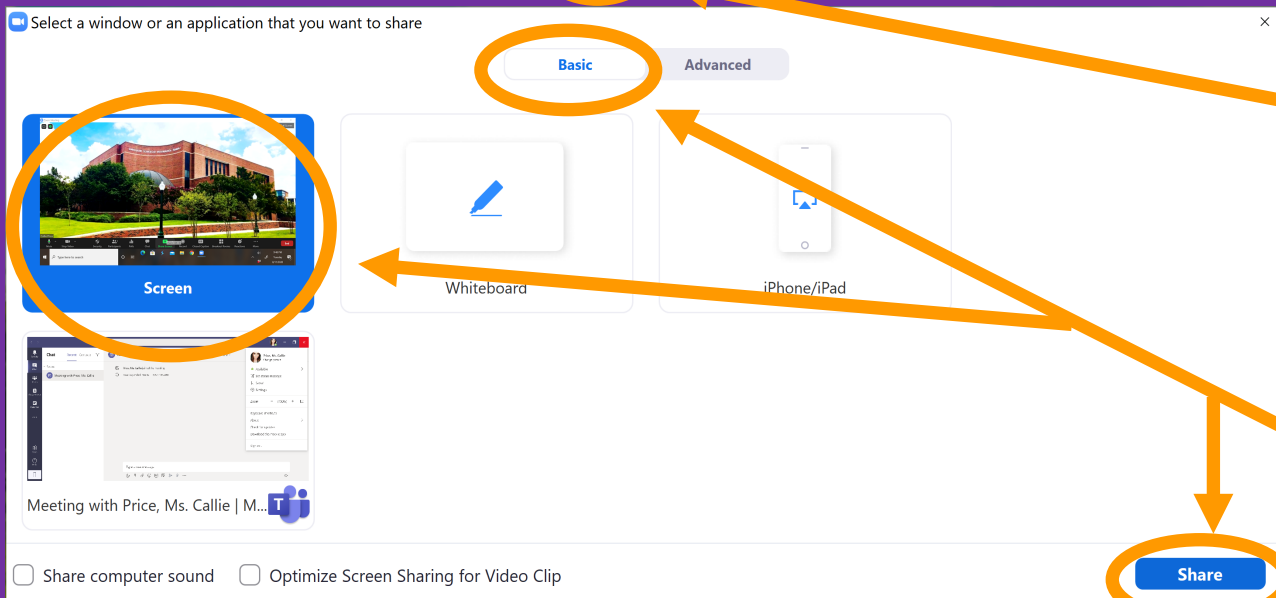 Select a window or an application that you want to share
Basic
Advanced
Screen
Whiteboard
iPhone/iPad
Chat
Meeting with Price, Ms. Callie | M...
T
Share computer sound
Optimize Screen Sharing for Video Clip
Share